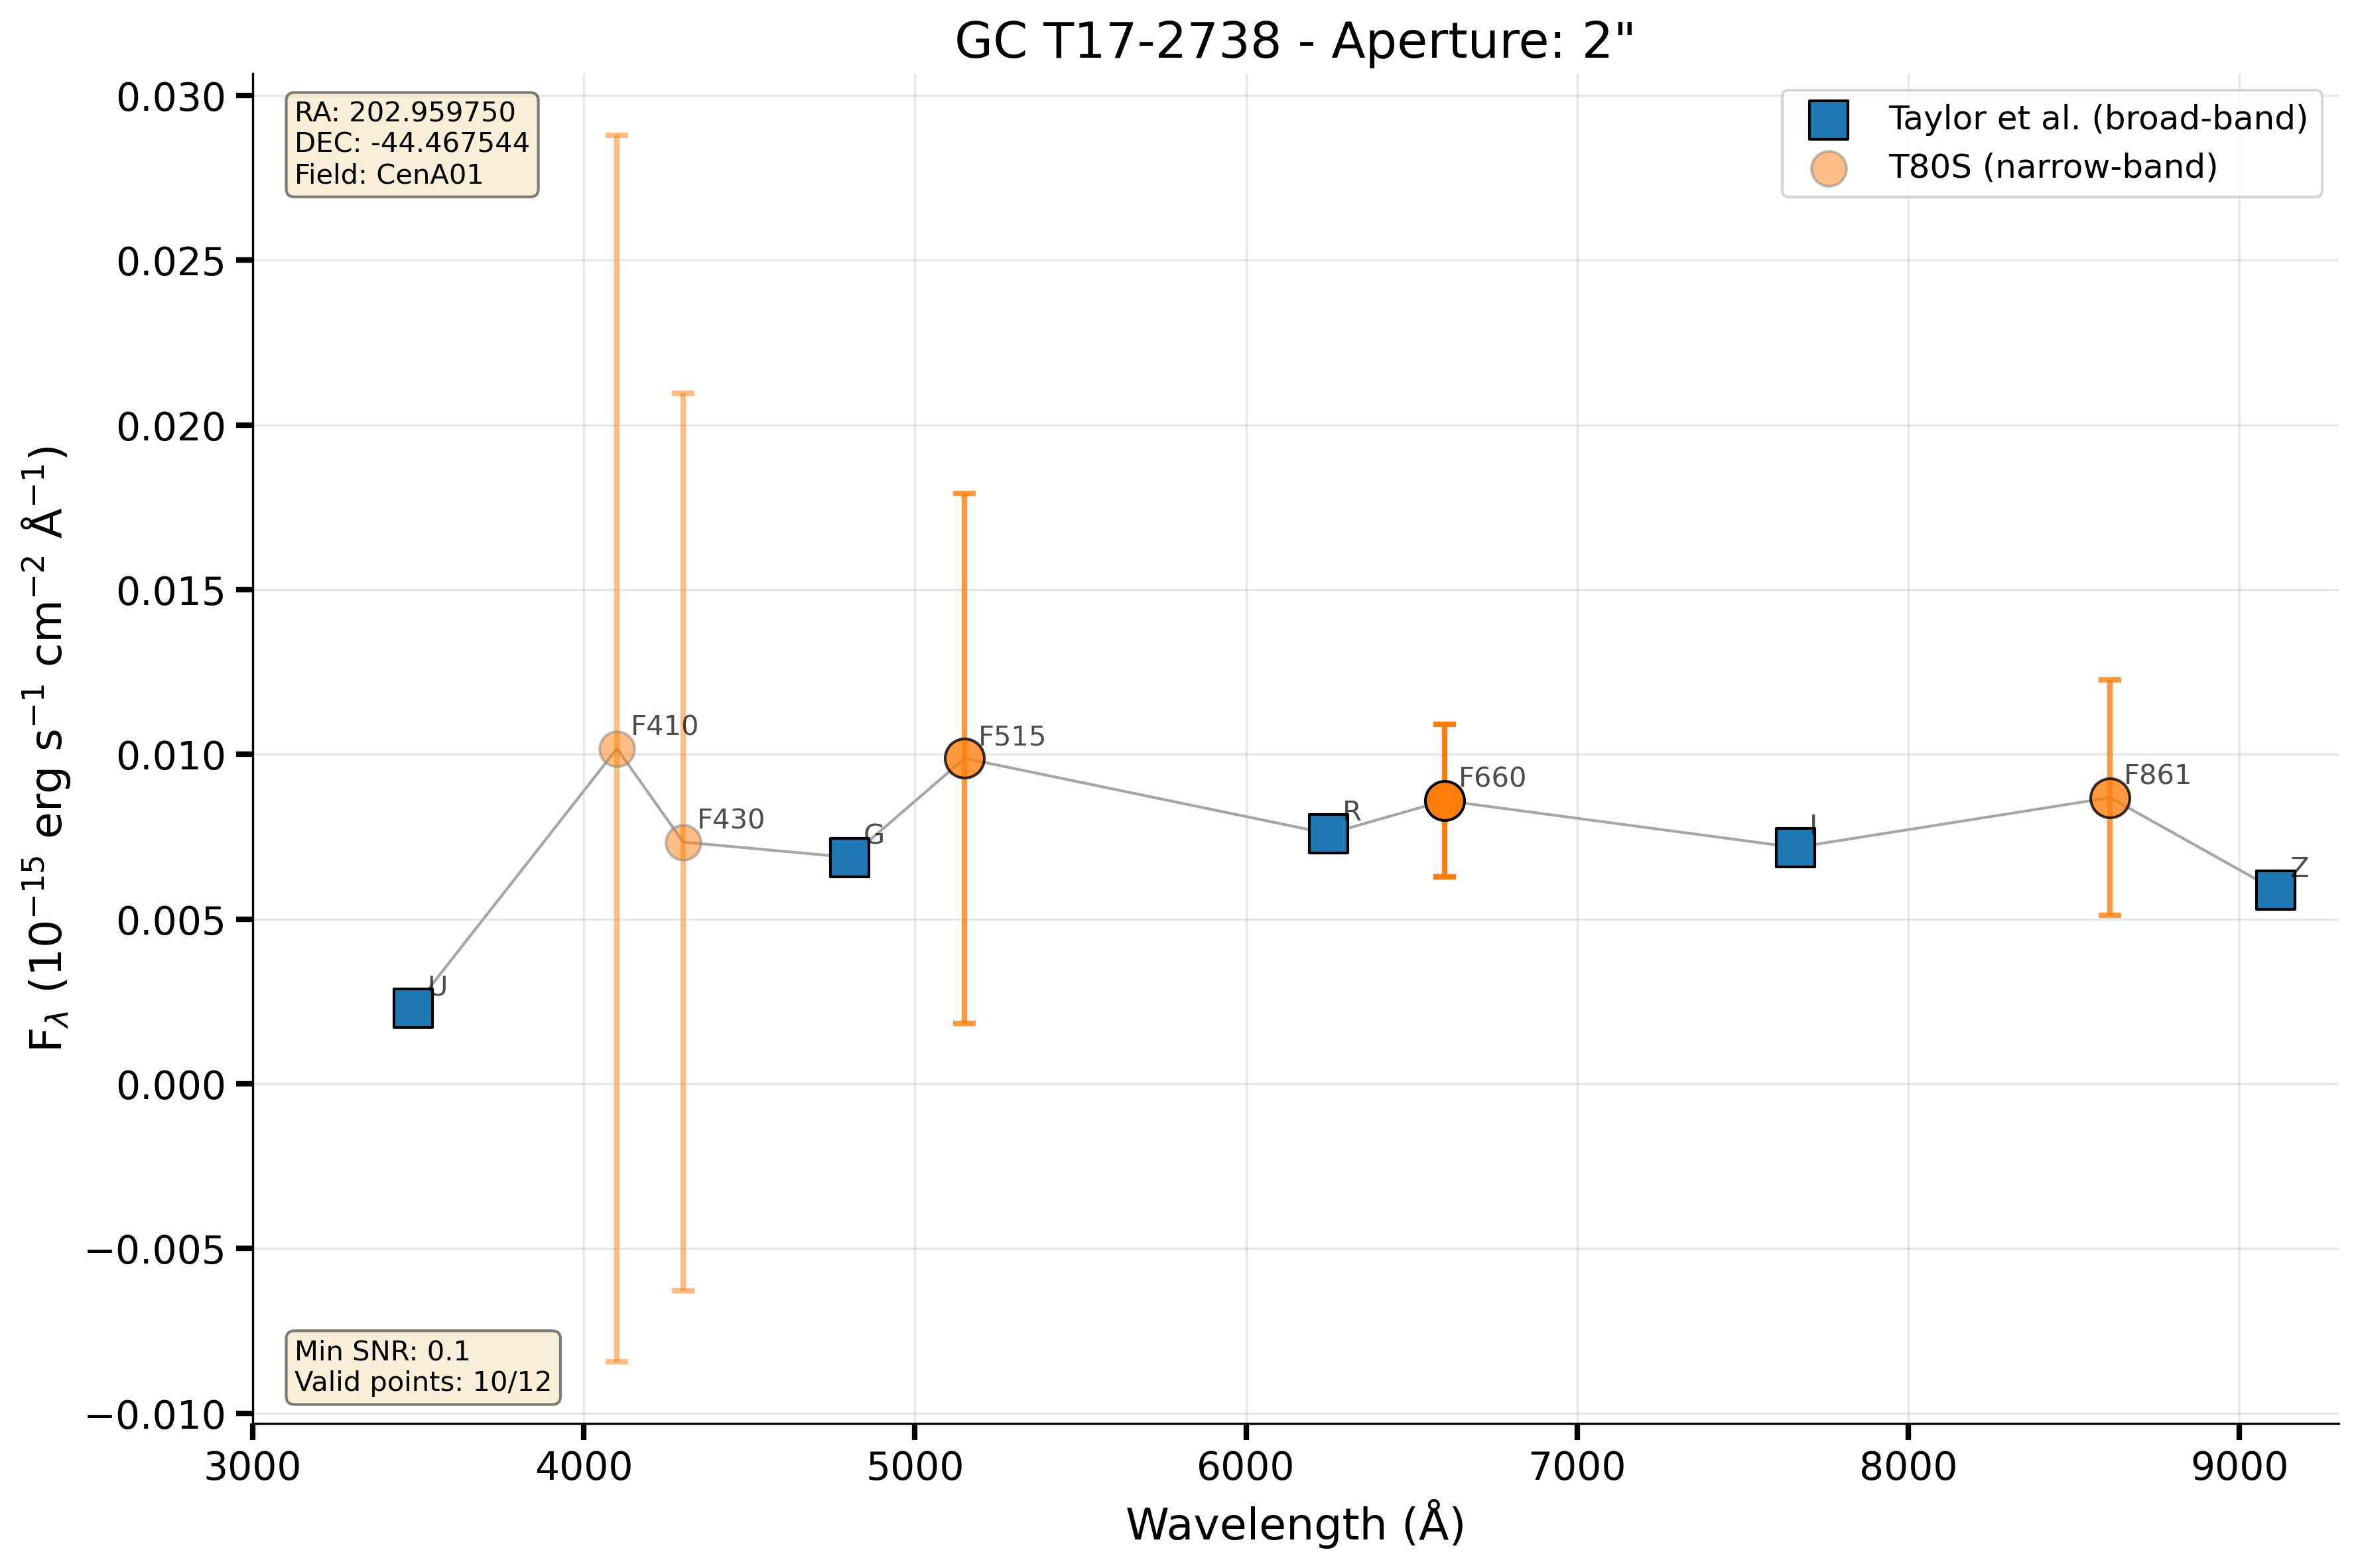 GC T17-2738 - Aperture: 2"
RA: 202.959750
DEC: -44.467544
Field: CenA01
Taylor et al. (broad-band)
T80S (narrow-band)
F$_λ$ (10$^{−15}$ erg s$^{−1}$ cm$^{−2}$ Å$^{−1}$)
0.030
0.025
0.020
0.015
0.010
0.005
0.000
−0.005
−0.010
U
F410
F430
G
F515
R
F660
I
F861
Z
Min SNR: 0.1
Valid points: 10/12
3000 4000 5000 6000 7000 8000 9000
Wavelength (Å)